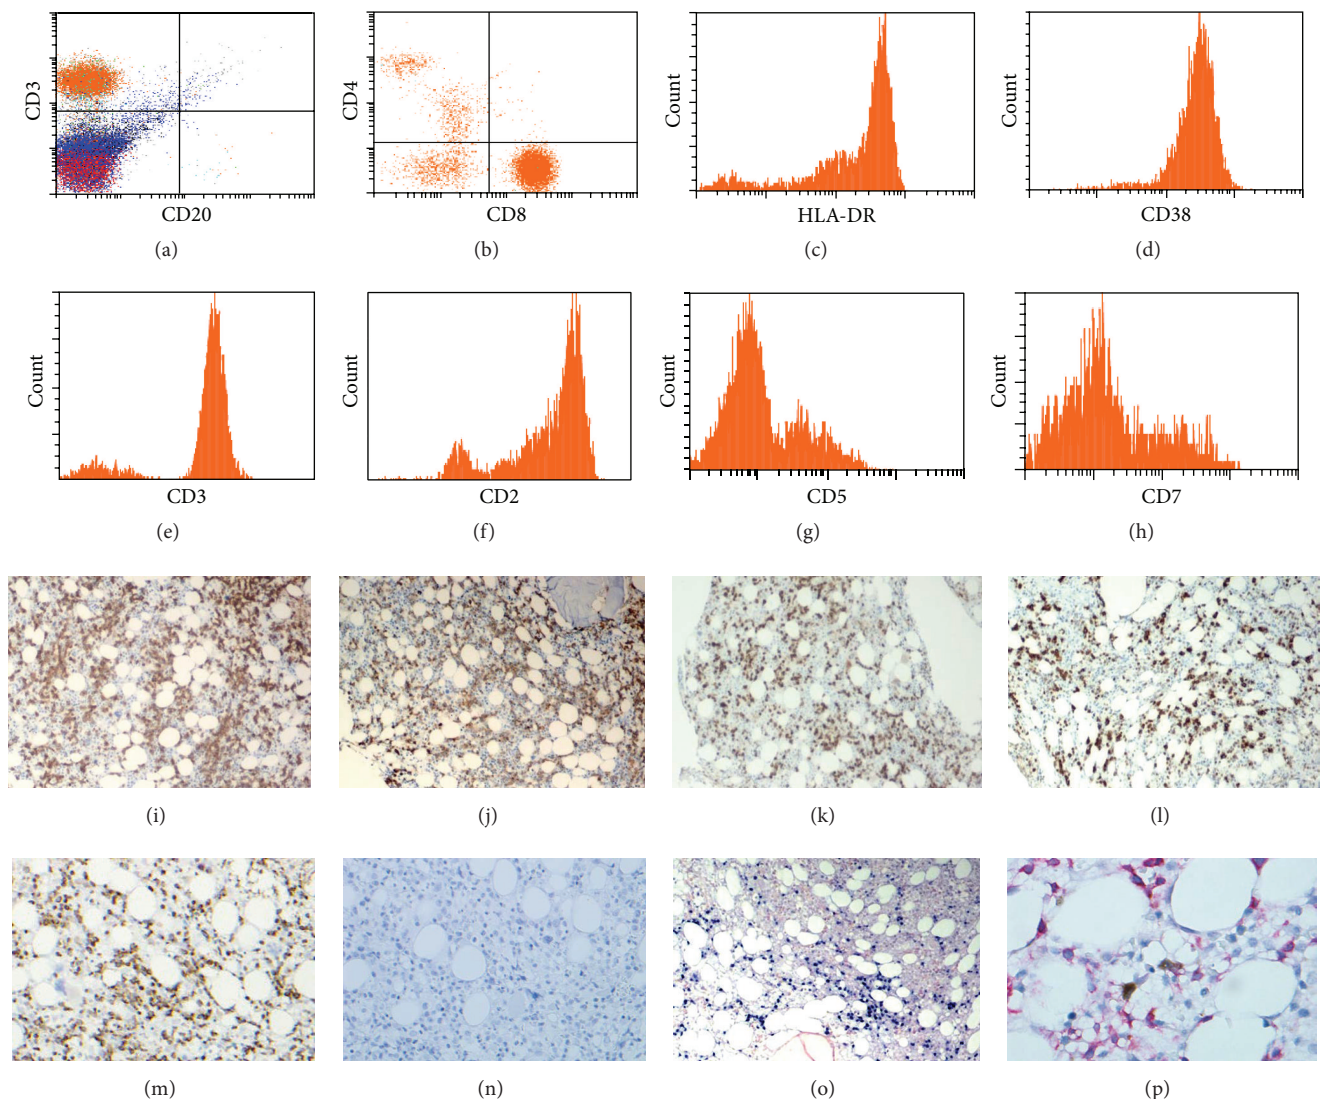 CD3
CD20
(a)
CD4
CD8
(b)
Count
HLA-DR
(c)
Count
CD38
(d)
Count
CD3
(e)
Count
CD2
(f)
Count
CD5
(g)
Count
CD7
(h)
(i)
(j)
(k)
(l)
(m)
(n)
(o)
(p)